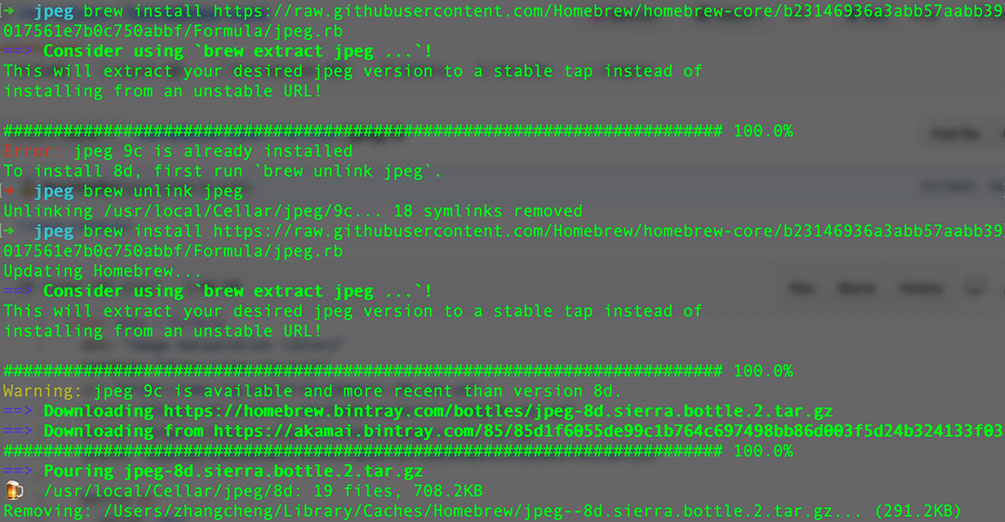 ➜ jpeg brew install https://raw.githubusercontent.com/Homebrew/homebrew-core/b23146936a3abb57aabb39
017561e7b0c750abbf/Formula/jpeg.rb
==> Consider using `brew extract jpeg ...`!
This will extract your desired jpeg version to a stable tap instead of
installing from an unstable URL!
######################################################################## 100.0%
Error: jpeg 9c is already installed
To install 8d, first run `brew unlink jpeg`.
➜ jpeg brew unlink jpeg
Unlinking /usr/local/Cellar/jpeg/9c... 18 symlinks removed
➜ jpeg brew install https://raw.githubusercontent.com/Homebrew/homebrew-core/b23146936a3abb57aabb39
017561e7b0c750abbf/Formula/jpeg.rb
Updating Homebrew...
==> Consider using `brew extract jpeg ...`!
This will extract your desired jpeg version to a stable tap instead of
installing from an unstable URL!
######################################################################## 100.0%
Warning: jpeg 9c is available and more recent than version 8d.
==> Downloading https://homebrew.bintray.com/bottles/jpeg-8d.sierra.bottle.2.tar.gz
==> Downloading from https://akamai.bintray.com/85/85d1f6055de99c1b764c697498bb86d003f5d24b324133f03
######################################################################## 100.0%
==> Pouring jpeg-8d.sierra.bottle.2.tar.gz
🍺 /usr/local/Cellar/jpeg/8d: 19 files, 708.2KB
Removing: /Users/zhangcheng/Library/Caches/Homebrew/jpeg--8d.sierra.bottle.2.tar.gz... (291.2KB)